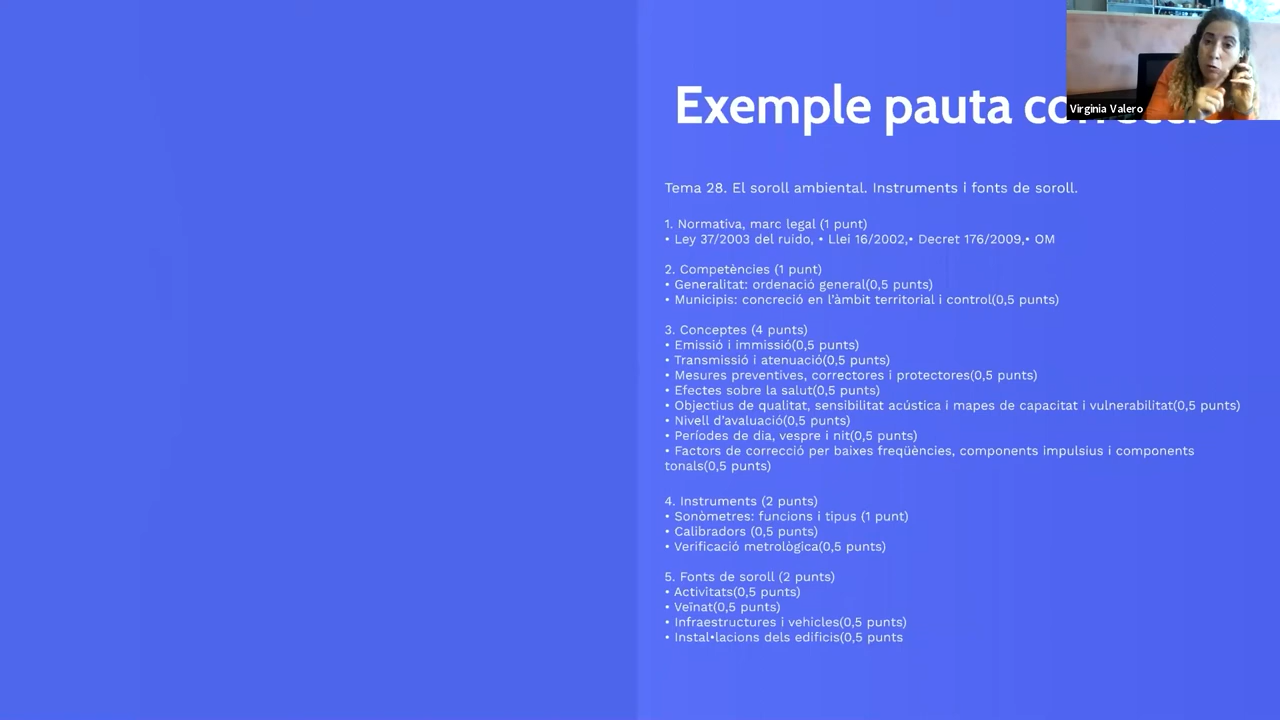 Exemple pauta
Virginia Valero
Tema 28. El soroll ambiental. Instruments i fonts de soroll.
1. Normativa, marc legal (1 punt)
• Ley 37/2003 del ruido, • Llei 16/2002,• Decret 176/2009,• OM
2. Competències (1 punt)
• Generalitat: ordenació general(0,5 punts)
• Municipis: concreció en l'àmbit territorial i control(0,5 punts)
3. Conceptes (4 punts)
• Emissió i immissió(0,5 punts)
• Transmissió i atenuació(0,5 punts)
• Mesures preventives, correctores i protectores(0,5 punts)
• Efectes sobre la salut(0,5 punts)
• Objectius de qualitat, sensibilitat acústica i mapes de capacitat i vulnerabilitat(0,5 punts)
• Nivell d'avaluació(0,5 punts)
• Períodes de dia, vespre i nit(0,5 punts)
• Factors de correcció per baixes freqüències, components impulsius i components
tonals(0,5 punts)
4. Instruments (2 punts)
• Sonòmetres: funcions i tipus (1 punt)
• Calibradors (0,5 punts)
• Verificació metrològica(0,5 punts)
5. Fonts de soroll (2 punts)
• Activitats(0,5 punts)
• Veïnat(0,5 punts)
• Infraestructures i vehicles(0,5 punts)
• Instal•lacions dels edificis(0,5 punts